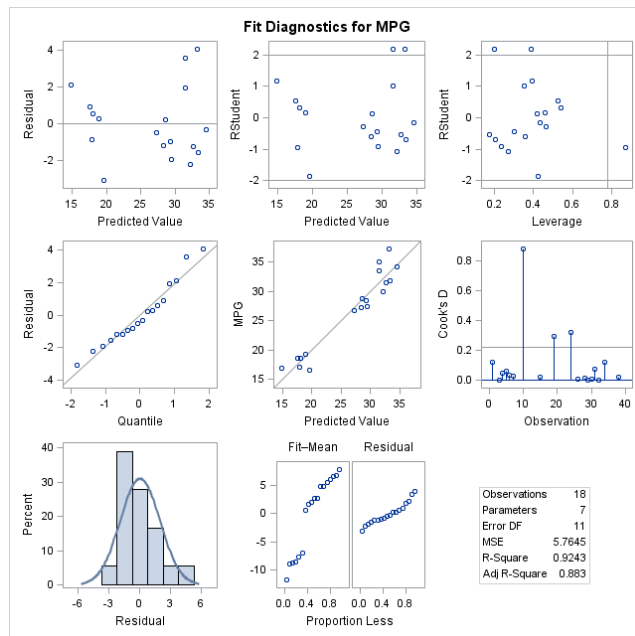 Fit Diagnostics for MPG
4
2
0
-2
Residual
15 20 25 30 35
Predicted Value
2
1
0
-1
-2
RStudent
15 20 25 30 35
Predicted Value
2
1
0
-1
-2
RStudent
0.2 0.4 0.6 0.8
Leverage
4
2
0
-2
-4
Residual
-2 -1 0 1 2
Quantile
35
30
25
20
15
MPG
15 20 25 30 35
Predicted Value
0.8
0.6
0.4
0.2
0.0
Cook's D
0 10 20 30 40
Observation
40
30
20
10
0
Percent
-6 -3 0 3 6
Residual
Fit–Mean Residual
5
0
-5
-10
0.0 0.4 0.8 0.0 0.4 0.8
Proportion Less
Observations 18
Parameters 7
Error DF 11
MSE 5.7645
R-Square 0.9243
Adj R-Square 0.883